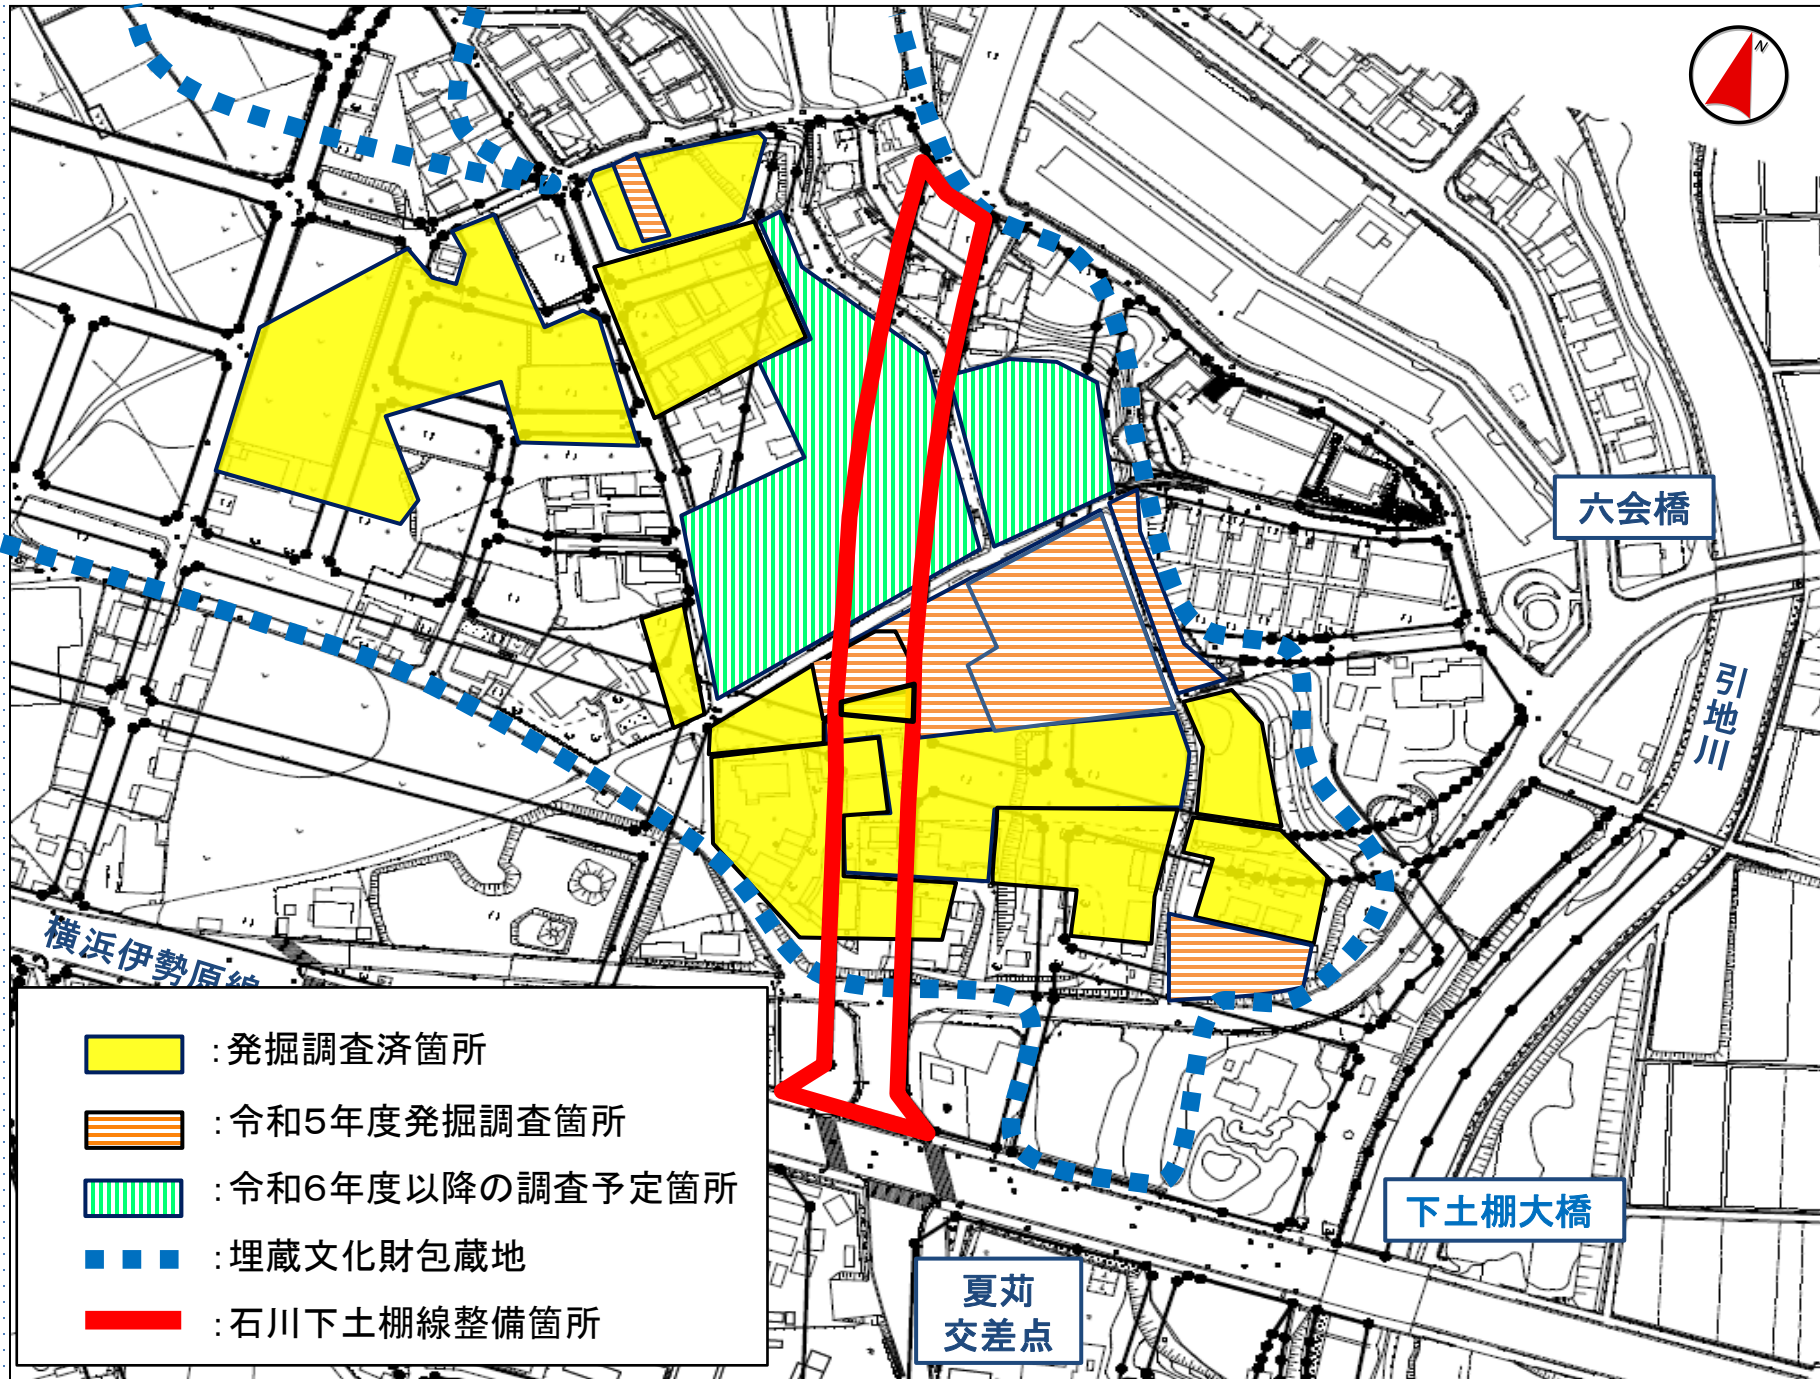 N
六会橋
引地川
横浜伊勢原線
:発掘調査済箇所
:令和5年度発掘調査箇所
:令和6年度以降の調査予定箇所
:埋蔵文化財包蔵地
:石川下土棚線整備箇所
下土棚大橋
夏苅
交差点